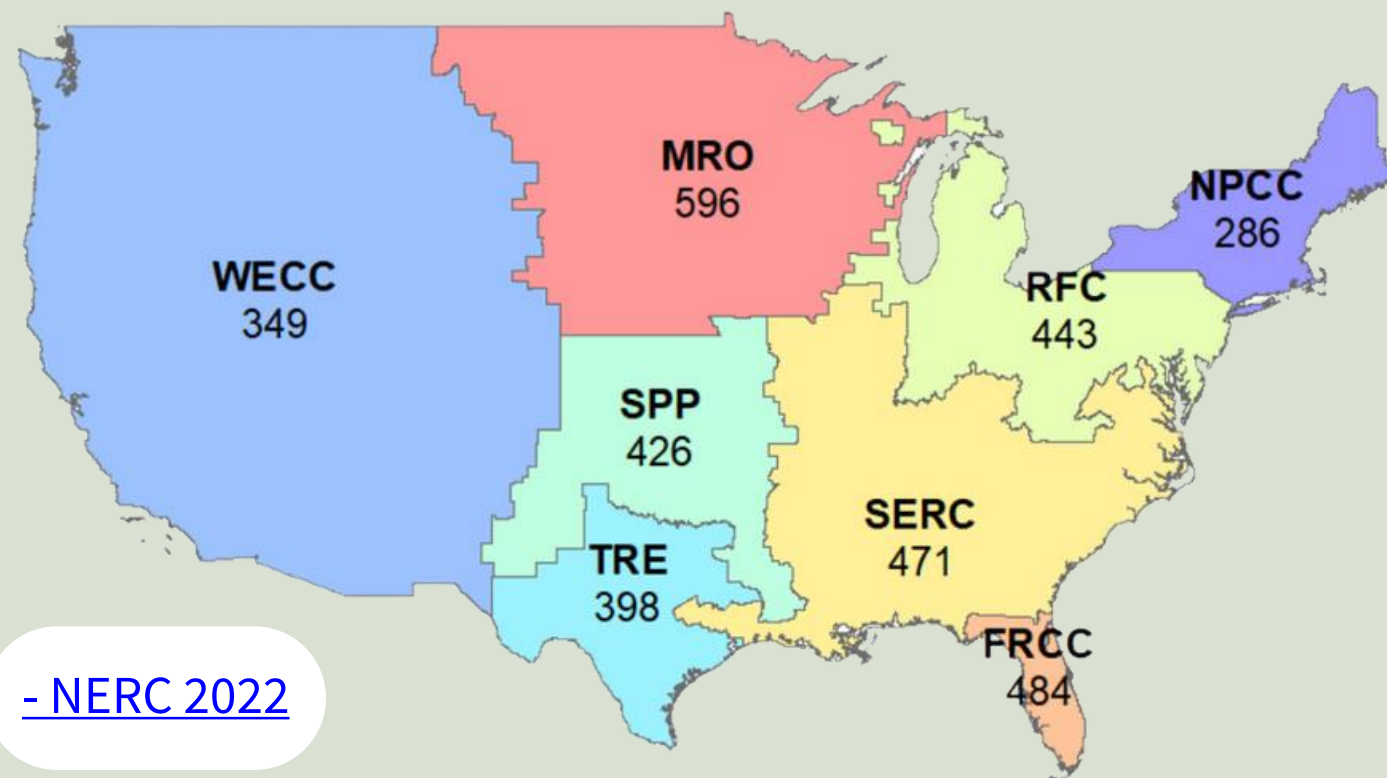 MRO
596
NPCC
286
WECC
349
RFC
443
SPP
426
SERC
471
TRE
398
FRCC
484
- NERC 2022